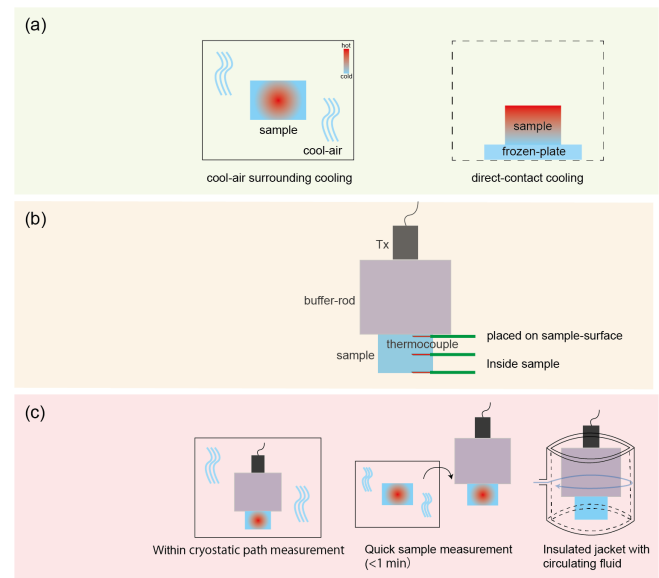 (a)
hot
cold
sample
cool-air
cool-air surrounding cooling
sample
frozen-plate
direct-contact cooling
(b)
Tx
buffer-rod
thermocouple
sample
placed on sample-surface
Inside sample
(c)
Within cryostatic path measurement
Quick sample measurement
(<1 min)
Insulated jacket with
circulating fluid